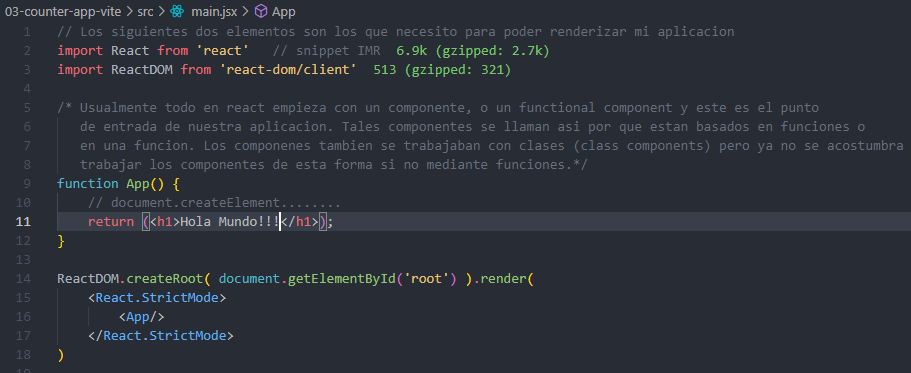 03-counter-app-vite > src > main.jsx > App
1 // Los siguientes dos elementos son los que necesito para poder renderizar mi aplicacion
2 import React from 'react' // snippet IMR 6.9k (gzipped: 2.7k)
3 import ReactDOM from 'react-dom/client' 513 (gzipped: 321)
4
5 /* Usualmente todo en react empieza con un componente, o un functional component y este es el punto
6 de entrada de nuestra aplicacion. Tales componentes se llaman asi por que estan basados en funciones o
7 en una funcion. Los componenes tambien se trabajaban con clases (class components) pero ya no se acostumbra
8 trabajar los componentes de esta forma si no mediante funciones.*/
9 function App() {
10 // document.createElement........
11 return (<h1>Hola Mundo!!!</h1>);
12 }
13
14 ReactDOM.createRoot( document.getElementById('root') ).render(
15 <React.StrictMode>
16 <App/>
17 </React.StrictMode>
18 )